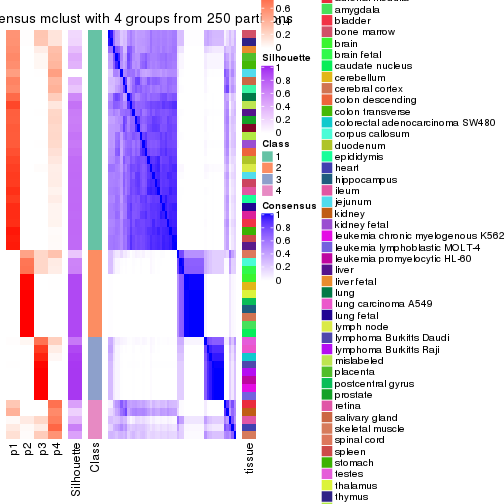 ensus mclust with 4 groups from 250 partitions
0.6
0.4
0.2
0
Silhouette
1
0.8
0.6
0.4
0.2
0
Class
1
2
3
4
Consensus
1
0.8
0.6
0.4
0.2
0
amygdala
bladder
bone marrow
brain
brain fetal
caudate nucleus
cerebellum
cerebral cortex
colon descending
colon transverse
colorectal adenocarcinoma SW480
corpus callosum
duodenum
epididymis
heart
hippocampus
ileum
jejunum
kidney
kidney fetal
leukemia chronic myelogenous K562
leukemia lymphoblastic MOLT-4
leukemia promyelocytic HL-60
liver
liver fetal
lung
lung carcinoma A549
lung fetal
lymph node
lymphoma Burkitts Daudi
lymphoma Burkitts Raji
mislabeled
placenta
postcentral gyrus
prostate
retina
salivary gland
skeletal muscle
spinal cord
spleen
stomach
testes
thalamus
thymus
p1
p2
p3
p4
Silhouette
Class
tissue